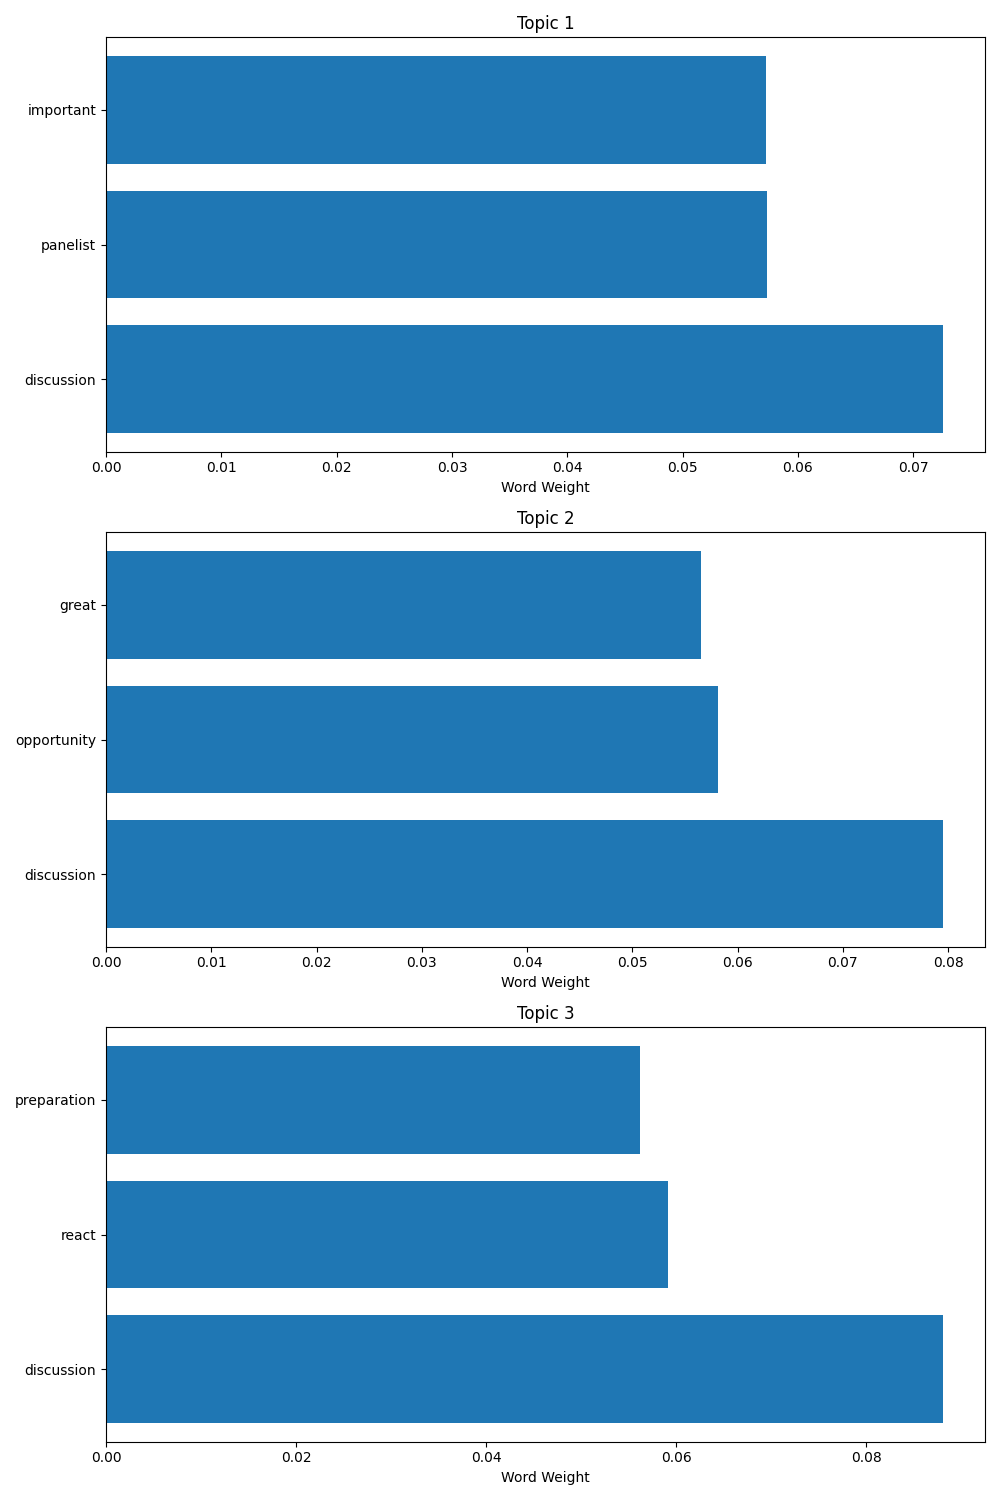 Topic 1
important
panelist
discussion
0.00 0.01 0.02 0.03 0.04 0.05 0.06 0.07
Word Weight
Topic 2
great
opportunity
discussion
0.00 0.01 0.02 0.03 0.04 0.05 0.06 0.07 0.08
Word Weight
Topic 3
preparation
react
discussion
0.00 0.02 0.04 0.06 0.08
Word Weight